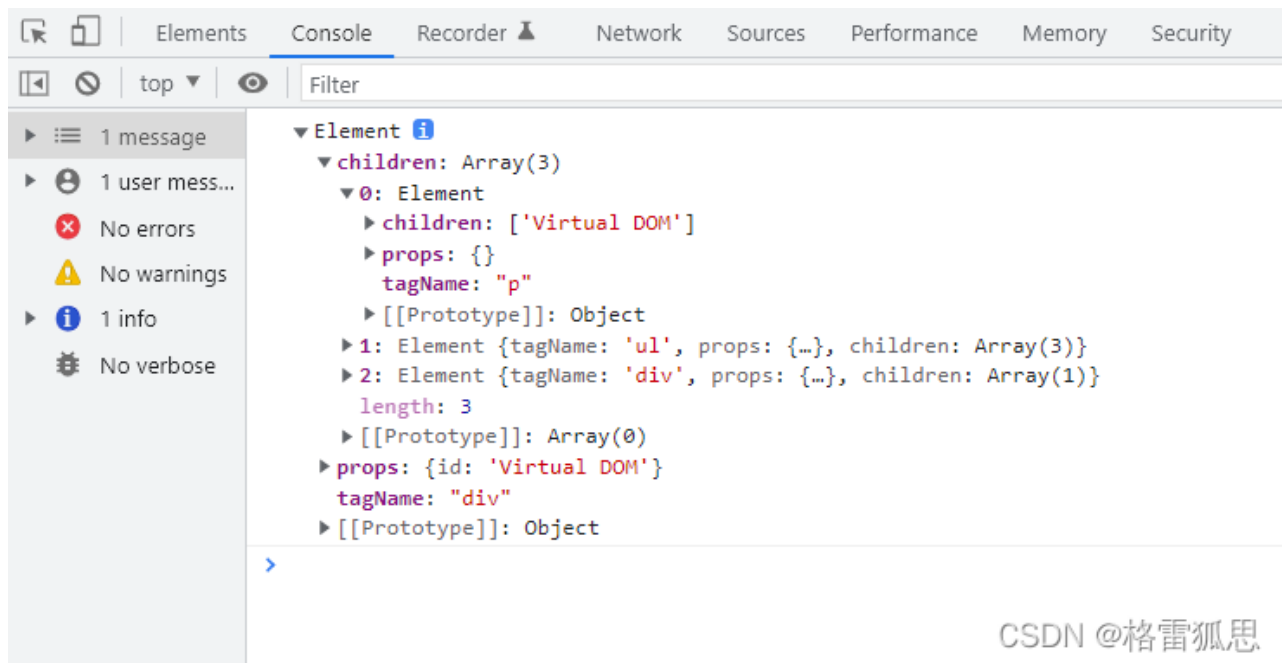 Elements Console Recorder Network Sources Performance Memory Security
top Filter
1 message
1 user mess...
No errors
No warnings
1 info
No verbose
Element i
children: Array(3)
0: Element
children: ['Virtual DOM']
props: {}
tagName: "p"
[[Prototype]]: Object
1: Element {tagName: 'ul', props: {…}, children: Array(3)}
2: Element {tagName: 'div', props: {…}, children: Array(1)}
length: 3
[[Prototype]]: Array(0)
props: {id: 'Virtual DOM'}
tagName: "div"
[[Prototype]]: Object
CSDN @格雷狐思